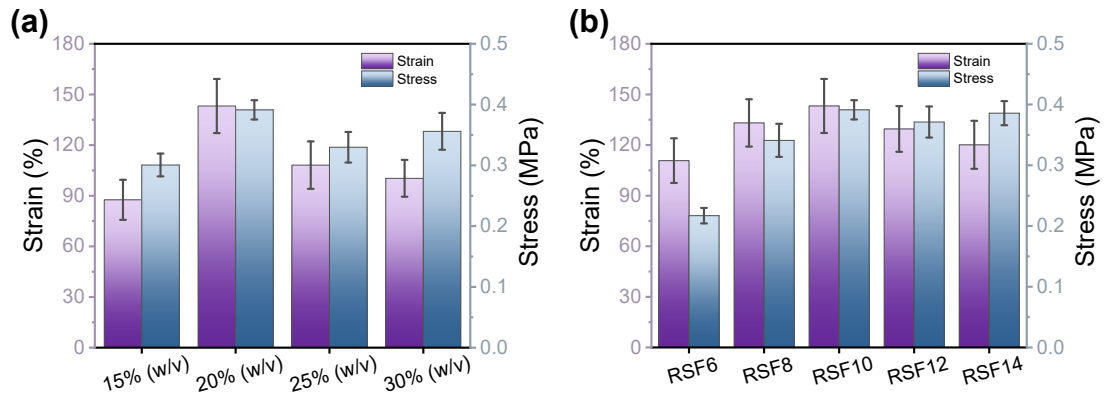 (a)
180
150
120
90
60
30
0
Strain (%)
Strain
Stress
0.5
0.4
0.3
0.2
0.1
0.0
Stress (MPa)
15% (w/v)
20% (w/v)
25% (w/v)
30% (w/v)
(b)
180
150
120
90
60
30
0
Strain (%)
Strain
Stress
0.5
0.4
0.3
0.2
0.1
0.0
Stress (MPa)
RSF6
RSF8
RSF10
RSF12
RSF14